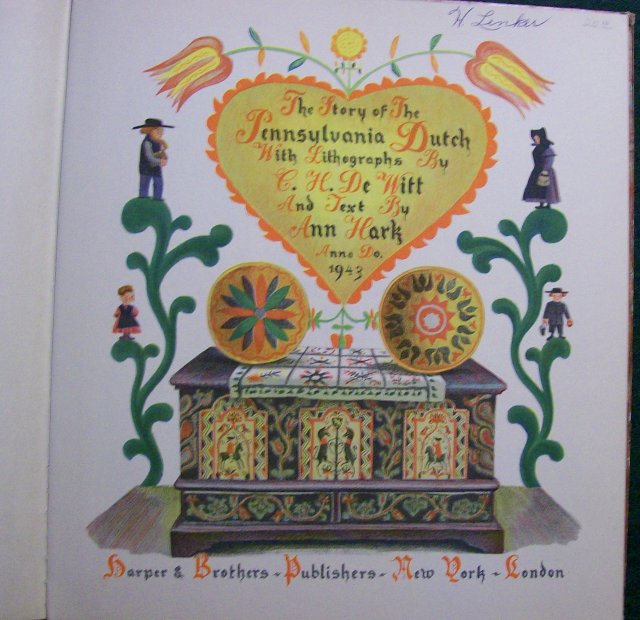 W Lenker
The Story of The
Pennsylvania Dutch
With Lithographs By
C. H. De Witt
And Text By
Ann Hark
Anno Do.
1943
Harper & Brothers - Publishers - New York - London